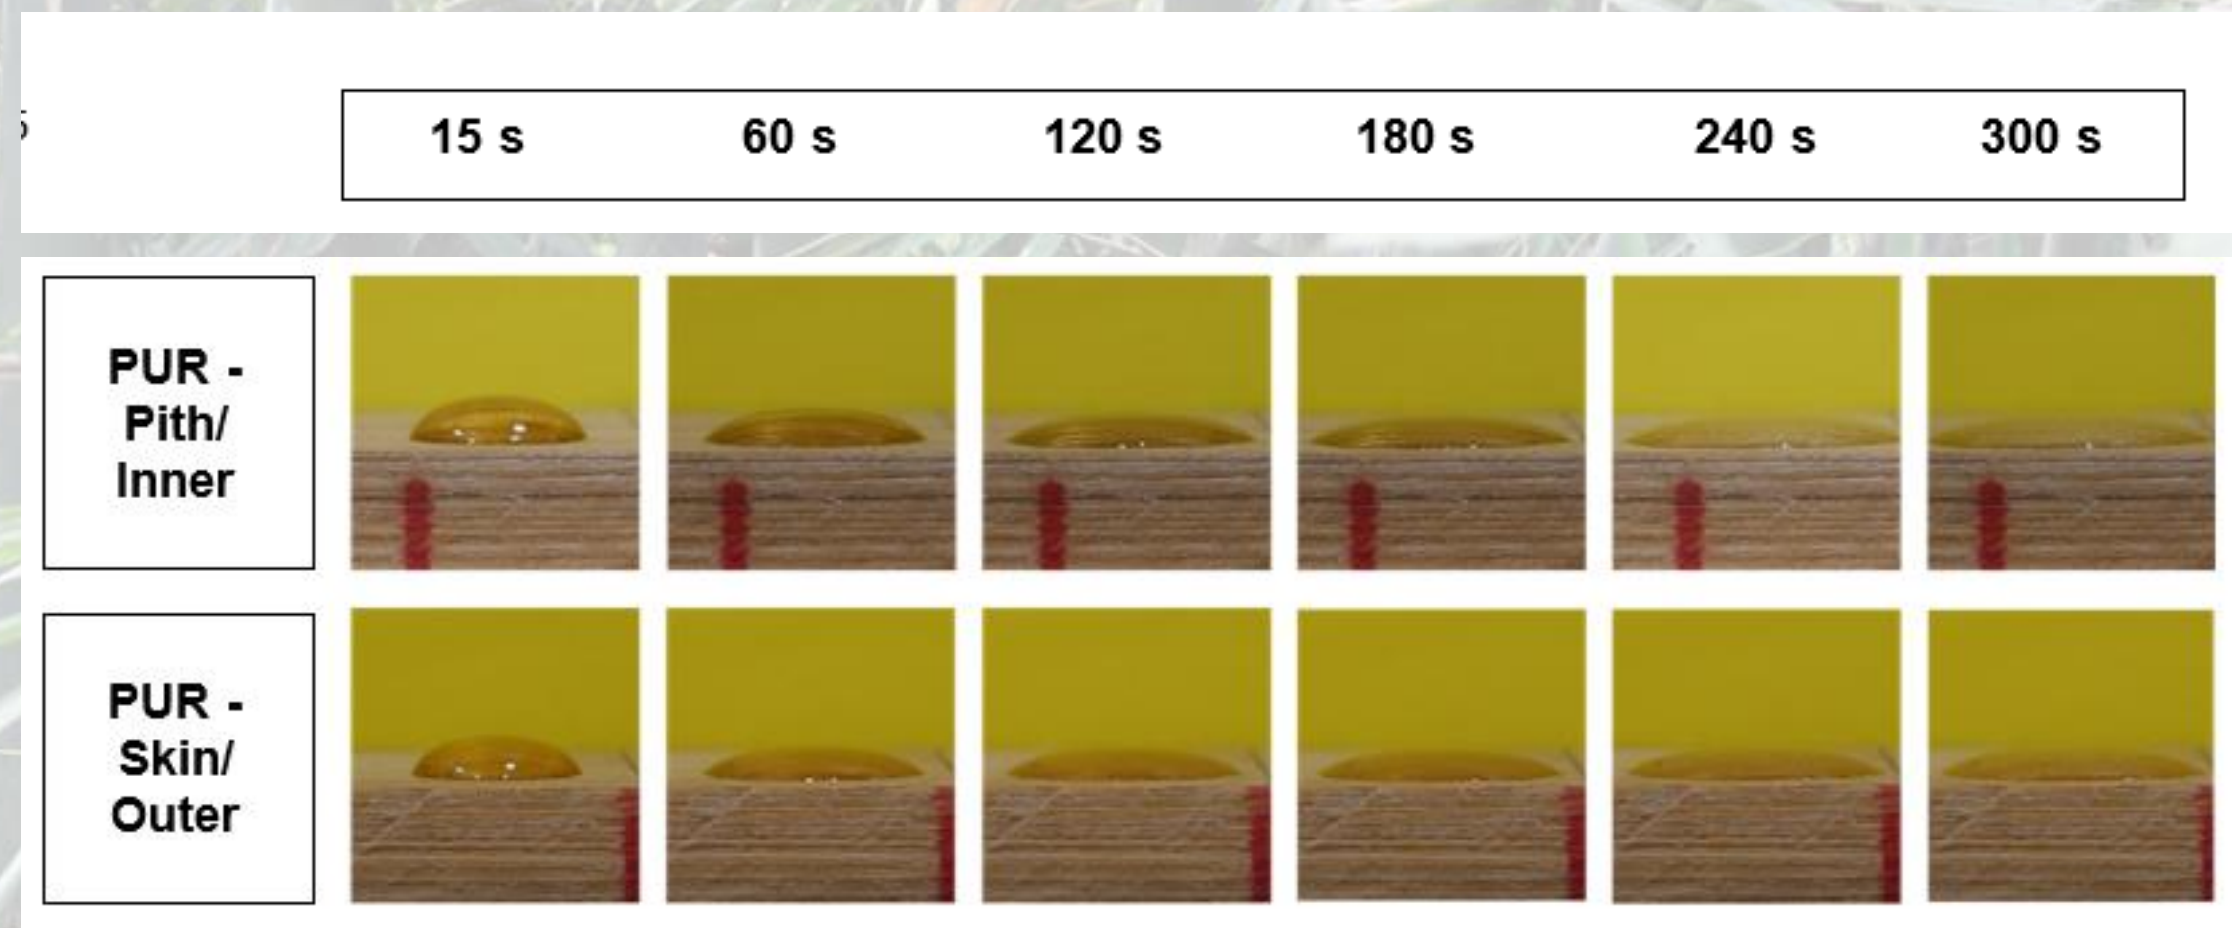 15 s 60 s 120 s 180 s 240 s 300 s
PUR -
Pith/
Inner
PUR -
Skin/
Outer